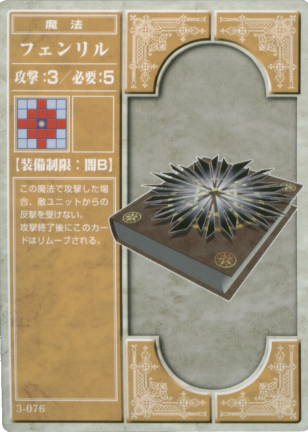 魔法
フェンリル
攻撃:3/必要:5
【装備制限:闇B】
この魔法で攻撃した場
合、敵ユニットからの
反撃を受けない。
攻撃終了後にこのカー
ドはリムーブされる。
3-076